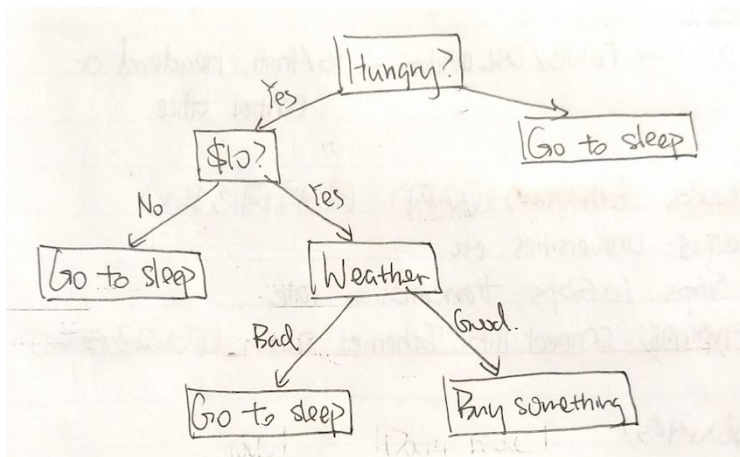 Hungry?
Yes
Go to sleep
$10?
No
Yes
Go to sleep
Weather
Bad
Good.
Go to sleep
Buy something